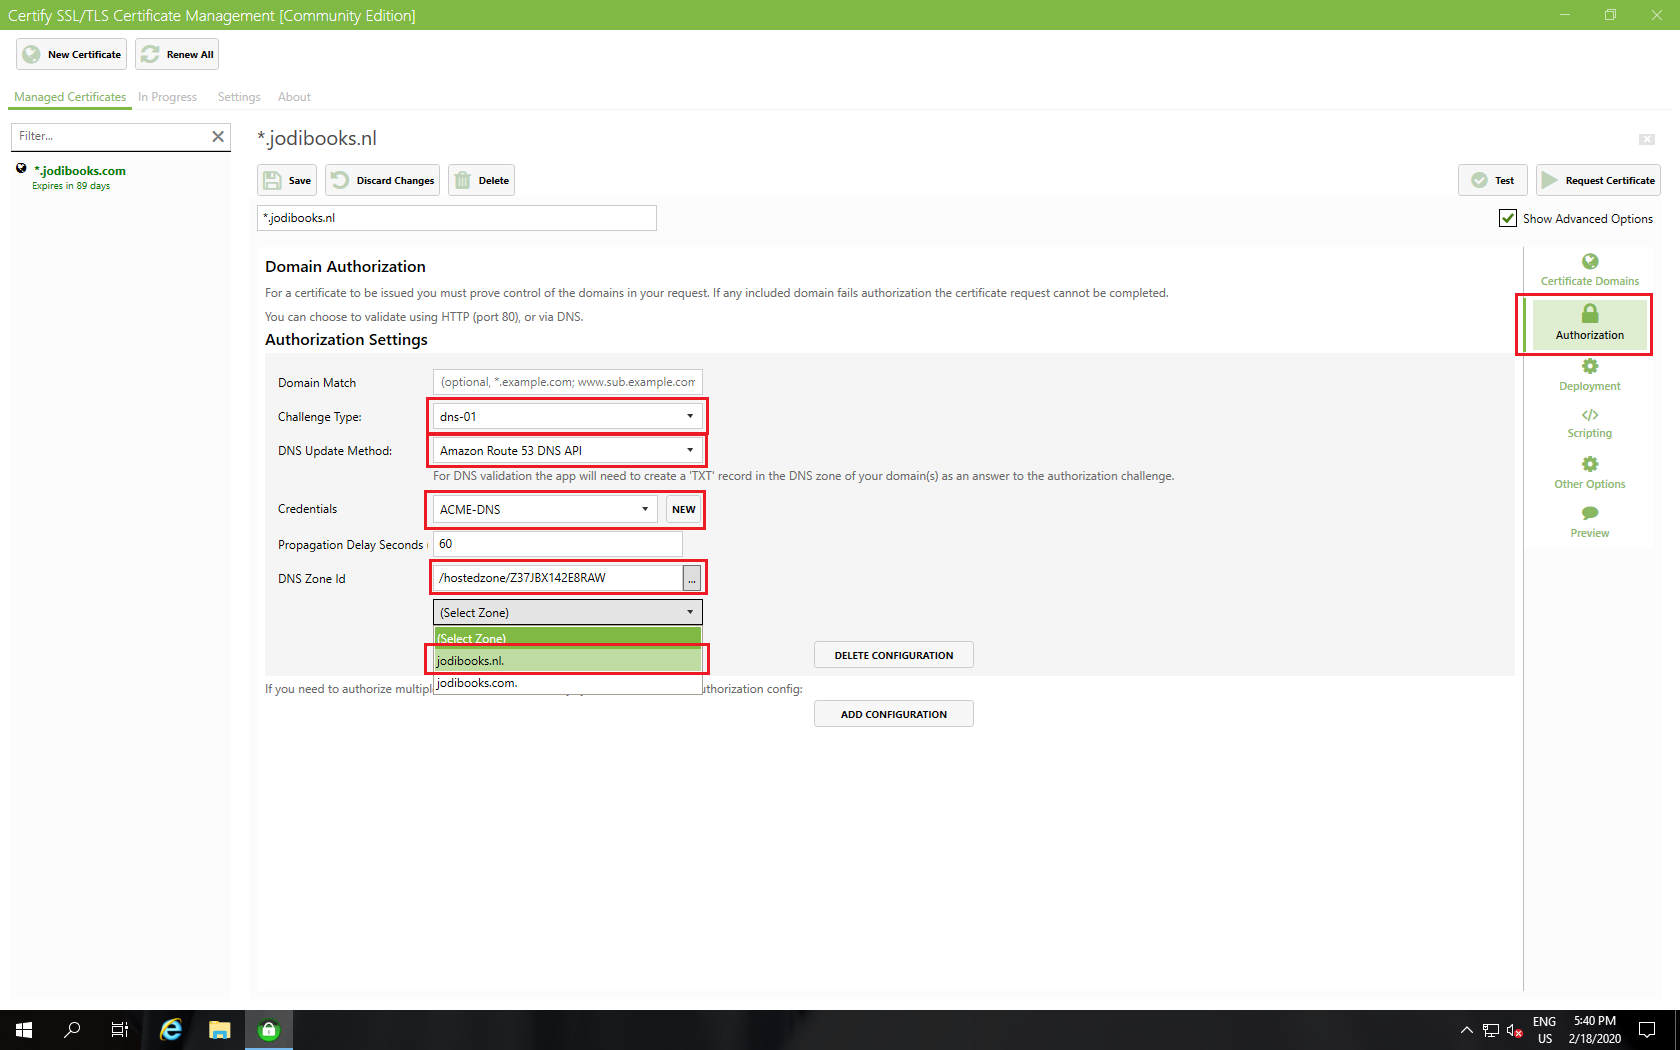 Certify SSL/TLS Certificate Management [Community Edition]
New Certificate
Renew All
Managed Certificates
In Progress
Settings
About
Filter...
*.jodibooks.com
Expires in 89 days
*.jodibooks.nl
Save
Discard Changes
Delete
Test
Request Certificate
*.jodibooks.nl
Show Advanced Options
Domain Authorization
For a certificate to be issued you must prove control of the domains in your request. If any included domain fails authorization the certificate request cannot be completed.
You can choose to validate using HTTP (port 80), or via DNS.
Authorization Settings
Domain Match
(optional, *.example.com; www.sub.example.com
Challenge Type:
dns-01
DNS Update Method:
Amazon Route 53 DNS API
For DNS validation the app will need to create a 'TXT' record in the DNS zone of your domain(s) as an answer to the authorization challenge.
Credentials
ACME-DNS
NEW
Propagation Delay Seconds
60
DNS Zone Id
/hostedzone/Z37JBX142E8RAW
...
(Select Zone)
(Select Zone)
jodibooks.nl.
jodibooks.com.
DELETE CONFIGURATION
If you need to authorize multiple
uthorization config:
ADD CONFIGURATION
Certificate Domains
Authorization
Deployment
Scripting
Other Options
Preview
ENG
US
5:40 PM
2/18/2020